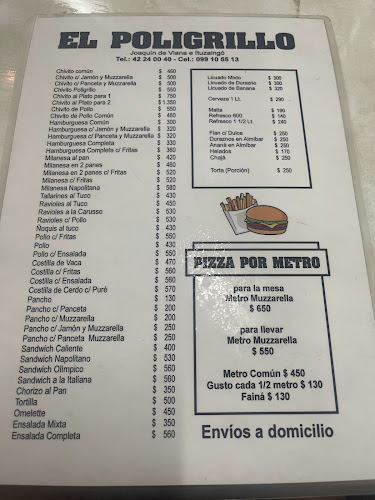 EL POLIGRILLO
Joaquín de Viana e Ituzaingó
Tel.: 42 24 00 40 - Cel.: 099 10 55 13
Chivito común $ 460
Chivito c/ Jamón y Muzzarella $ 500
Chivito c/ Panceta y Muzzarella $ 500
Chivito Poligrillo $ 550
Chivito al Plato para 1 $ 750
Chivito al Plato para 2 $ 1.350
Chivito de Pollo $ 550
Chivito de Pollo Común $ 460
Hamburguesa Común $ 300
Hamburguesa c/ Jamón y Muzzarella $ 320
Hamburguesa c/ Panceta y Muzzarella $ 320
Hamburguesa Completa $ 330
Hamburguesa Completa c/ Fritas $ 360
Milanesa al pan $ 420
Milanesa en 2 panes $ 480
Milanesa en 2 panes c/ Fritas $ 520
Milanesa c/Fritas $ 520
Milanesa Napolitana $ 580
Tallarines al Tuco $ 430
Ravioles al Tuco $ 450
Ravioles a la Carusso $ 530
Ravioles c/ Pollo $ 530
Ñoquis al tuco $ 430
Pollo c/ Fritas $ 550
Pollo $ 430
Pollo c/ Ensalada $ 550
Costilla de Vaca $ 470
Costilla c/ Fritas $ 560
Costilla c/ Ensalada $ 560
Costilla de Cerdo c/ Puré $ 570
Pancho $ 130
Pancho c/ Panceta $ 200
Pancho c/ Muzzarella $ 200
Pancho c/ Jamón y Muzzarella $ 250
Pancho c/ Panceta Muzzarella $ 250
Sandwich Caliente $ 400
Sandwich Napolitano $ 530
Sandwich Olímpico $ 560
Sandwich a la Italiana $ 560
Chorizo al Pan $ 350
Tortilla $ 500
Omelette $ 450
Ensalada Mixta $ 350
Ensalada Completa $ 560
Licuado Mixto $ 300
Licuado de Durazno $ 300
Licuado de Banana $ 320
Cerveza 1 Lt. $ 290
Malta $ 190
Refresco 600 $ 140
Refresco 1 1/2 Lt $ 240
Flan c/ Dulce $ 250
Duraznos en Almíbar $ 250
Ananá en Almíbar $ 250
Helados $ 170
Chajá $ 250
Torta (Porción) $ 250
PIZZA POR METRO
para la mesa
Metro Muzzarella
$ 650
para llevar
Metro Muzzarella
$ 550
Metro Común $ 450
Gusto cada 1/2 metro $ 130
Fainá $ 130
Envíos a domicilio